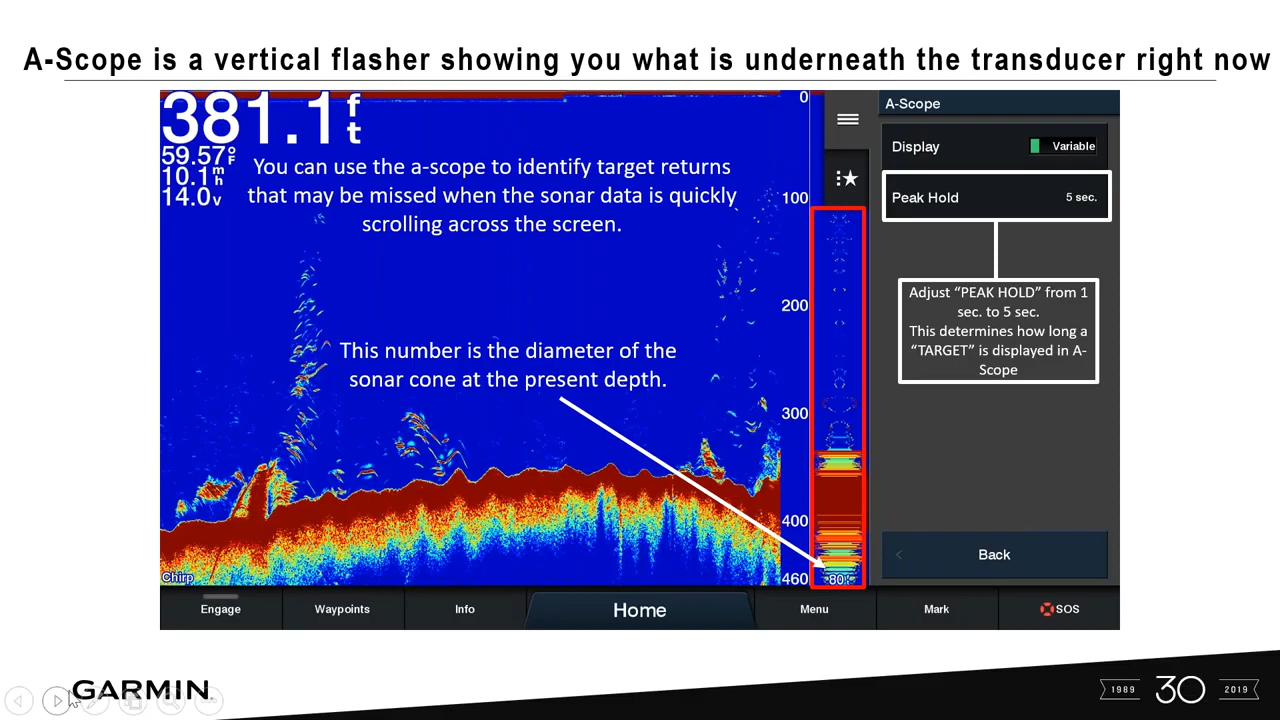 A-Scope is a vertical flasher showing you what is underneath the transducer right now
381.1 ft
59.57°F
10.1 mh
14.0v
You can use the a-scope to identify target returns
that may be missed when the sonar data is quickly
scrolling across the screen.
This number is the diameter of the
sonar cone at the present depth.
0
100
200
300
400
460
80'
Chirp
A-Scope
Display Variable
Peak Hold 5 sec.
Adjust “PEAK HOLD” from 1
sec. to 5 sec.
This determines how long a
“TARGET” is displayed in A-
Scope
Back
Engage Waypoints Info Home Menu Mark SOS
GARMIN.
1989 30 2019